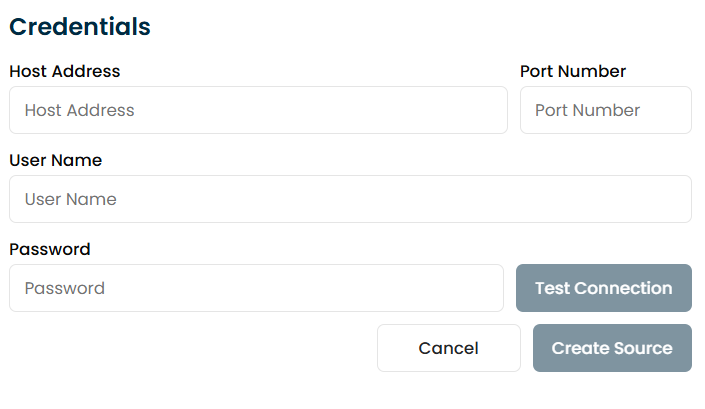 Credentials
Host Address Port Number
Host Address Port Number
User Name
User Name
Password
Password Test Connection
Cancel Create Source